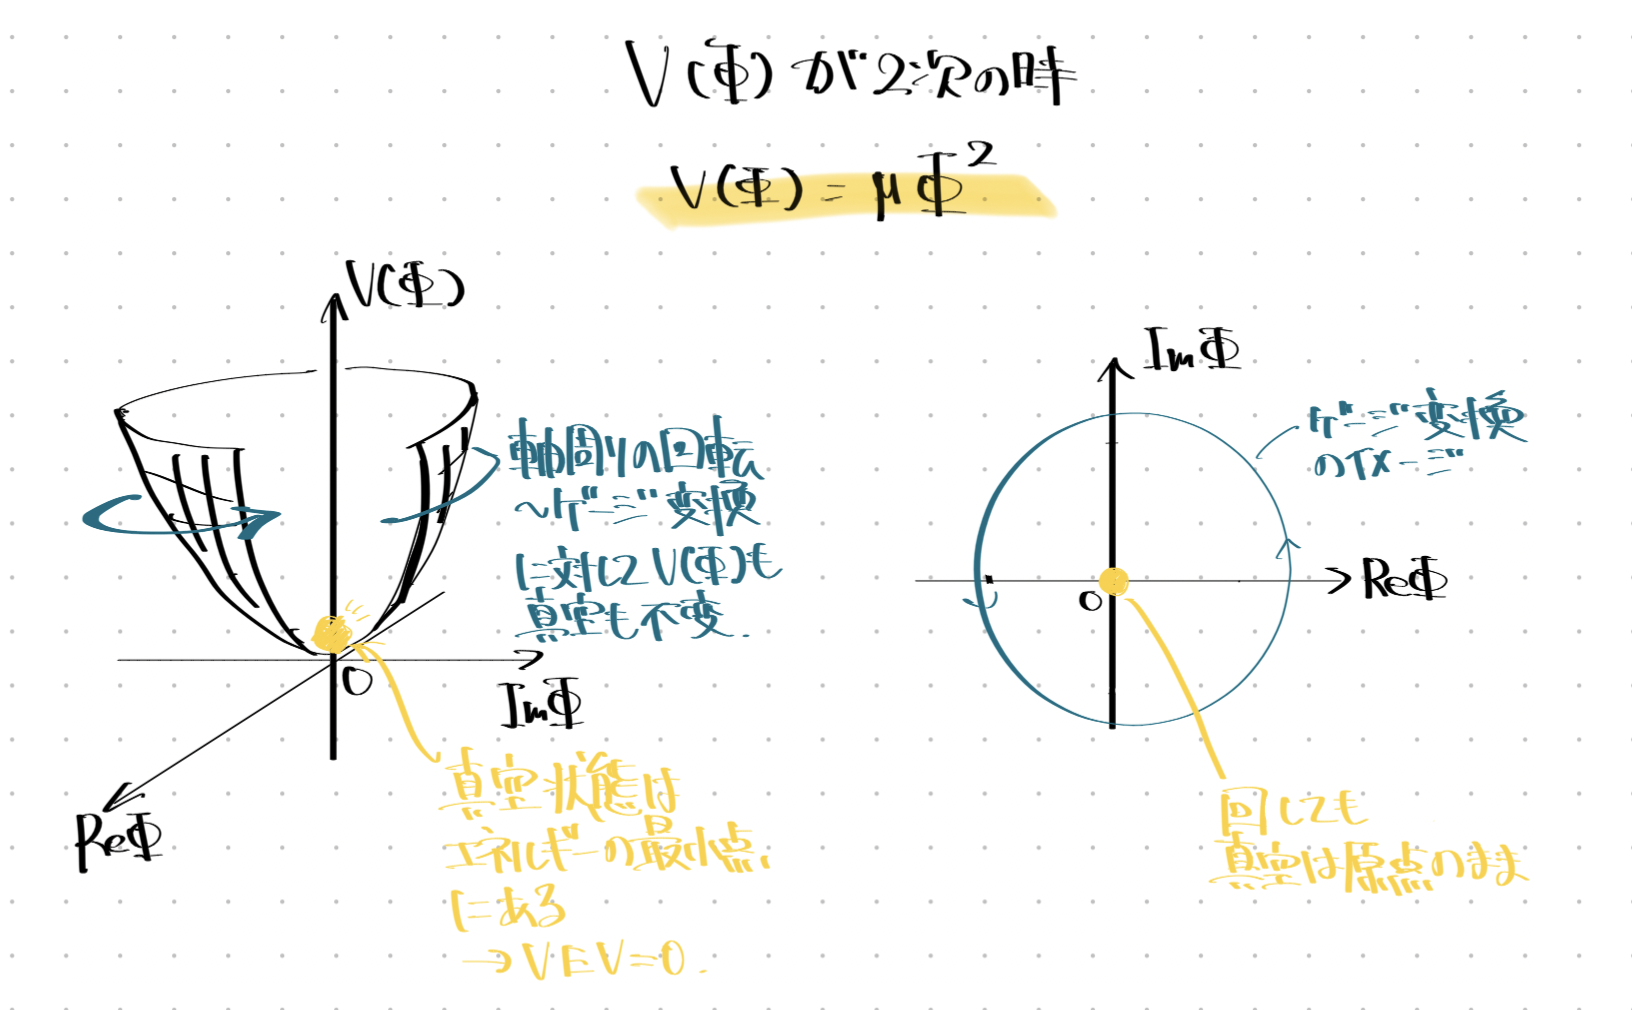 V(Φ)が2次の時
V(Φ) = μΦ²
V(Φ)
軸周りの回転
~ゲージ変換
に対してV(Φ)も
真空も不変.
0
ImΦ
ReΦ
真空状態は
エネルギーの最小点
にある
→VEV=0.
ImΦ
ゲージ変換
のイメージ
0
ReΦ
回しても
真空は原点のまま